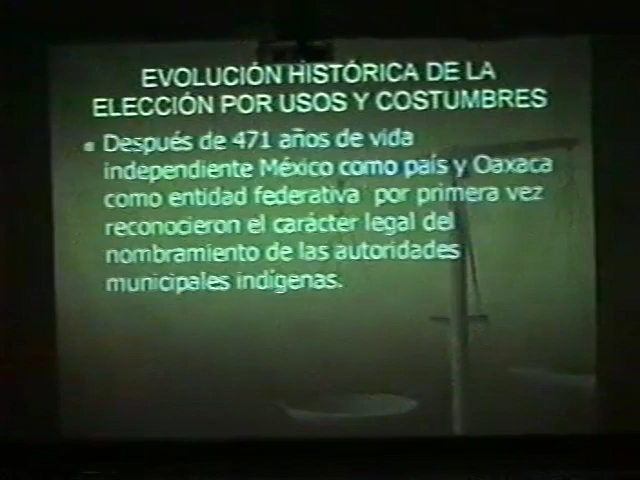 EVOLUCIÓN HISTÓRICA DE LA
ELECCIÓN POR USOS Y COSTUMBRES
Después de 471 años de vida
independiente México como país y Oaxaca
como entidad federativa por primera vez
reconocieron el carácter legal del
nombramiento de las autoridades
municipales indígenas.